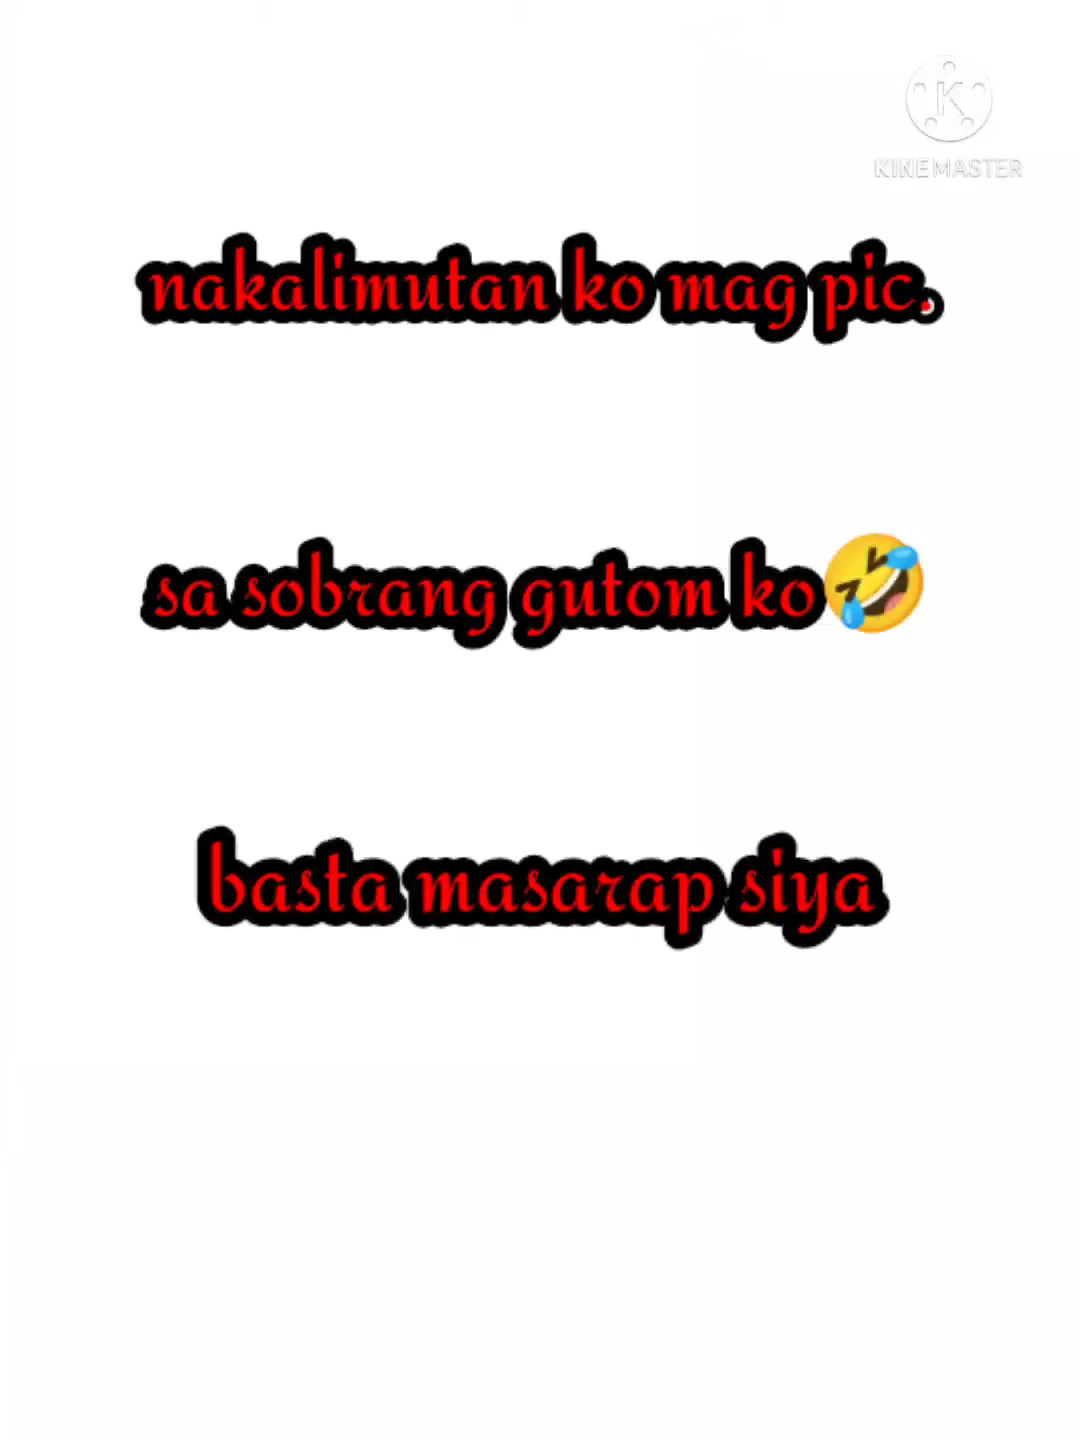 KINEMASTER
nakalimutan ko mag pic.
sa sobrang gutom ko🤣
basta masarap siya